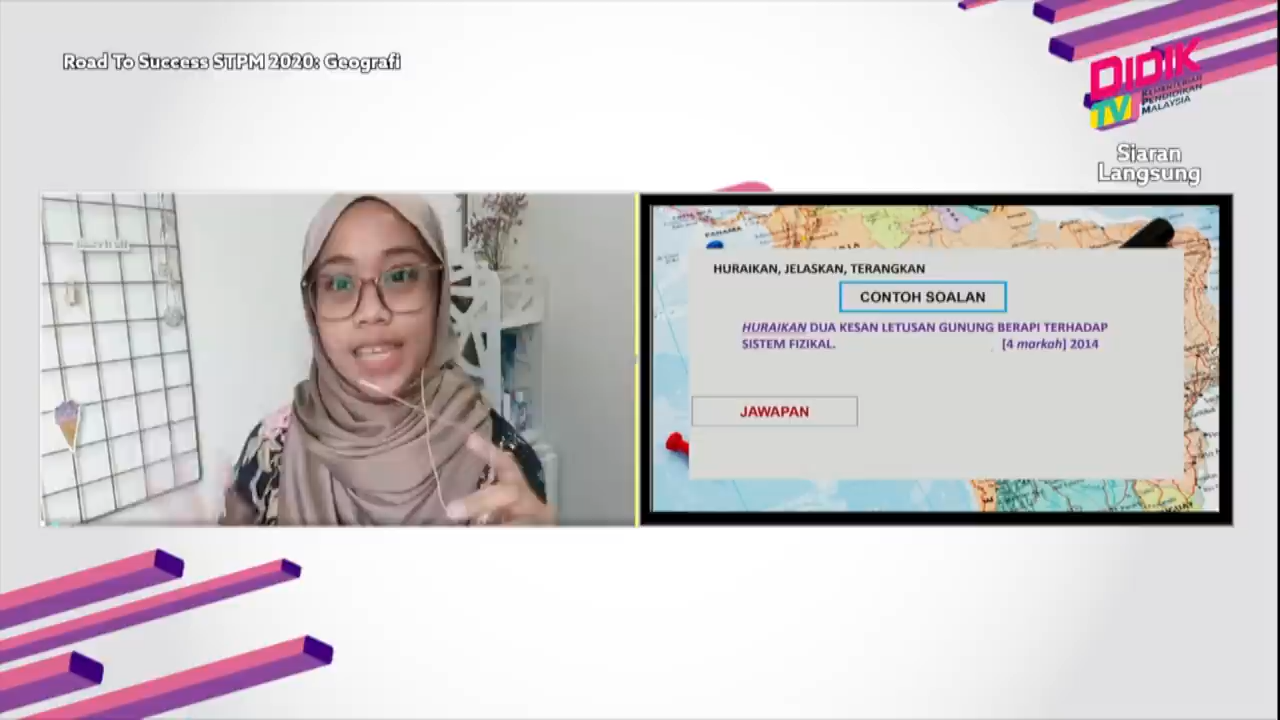 Road To Success STPM 2020: Geografi
DIDIK
TV
KEMENTERIAN
PENDIDIKAN
MALAYSIA
Siaran
Langsung
PANAMA
HURAIKAN, JELASKAN, TERANGKAN
CONTOH SOALAN
HURAIKAN DUA KESAN LETUSAN GUNUNG BERAPI TERHADAP
SISTEM FIZIKAL. [4 markah] 2014
JAWAPAN